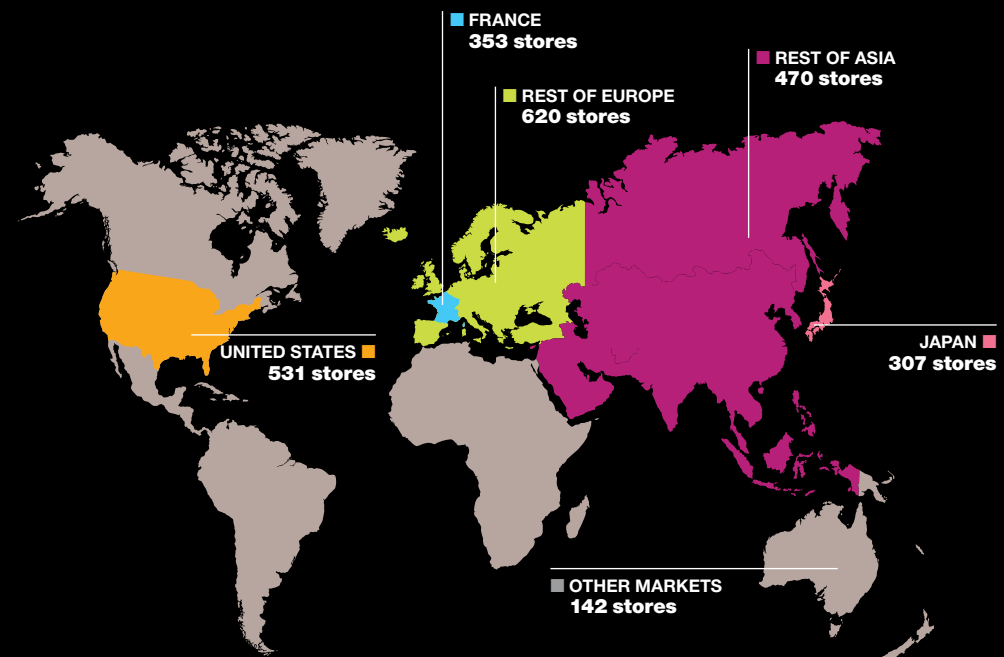 FRANCE
353 stores
REST OF ASIA
470 stores
REST OF EUROPE
620 stores
UNITED STATES
531 stores
JAPAN
307 stores
OTHER MARKETS
142 stores